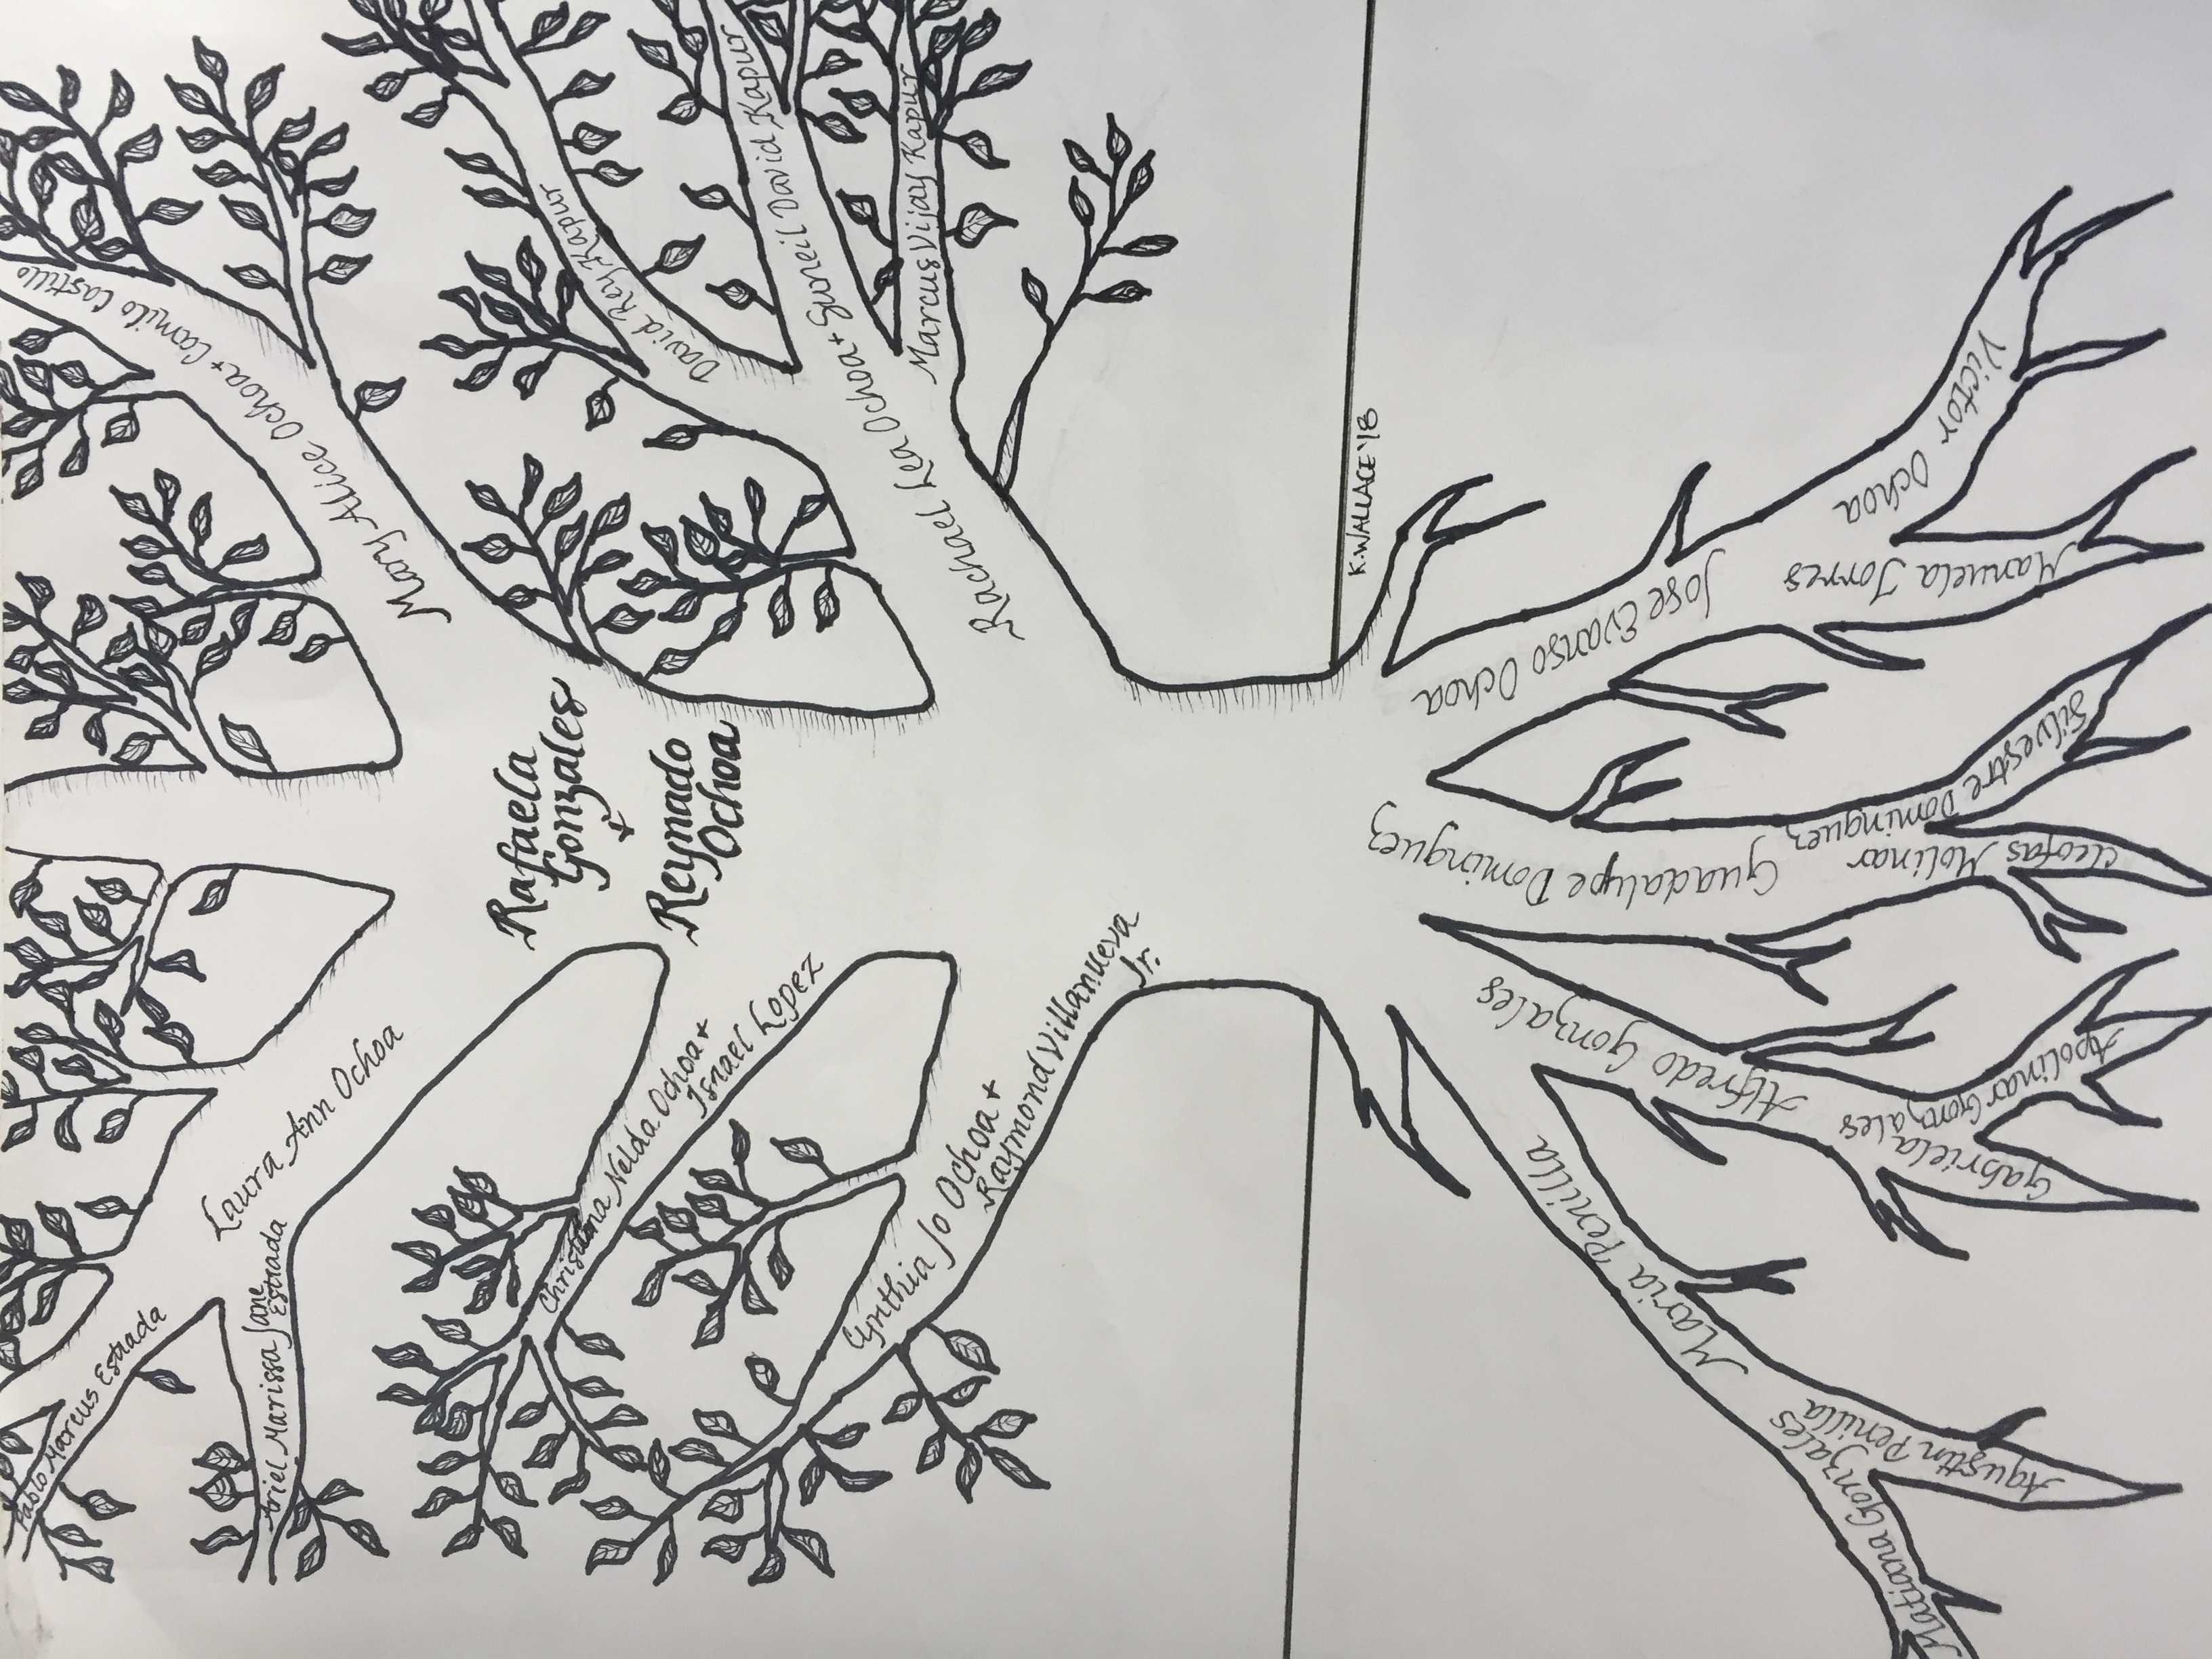 Pablo Marcus Estrada
Ariel Marissa Jane
Estrada
Laura Ann Ochoa
Mary Alice Ochoa + Camilo Castillo
Rafaela
Gonzales
&
Reynado
Ochoa
Christina Nelda Ochoa +
Israel Lopez
David Rey Kapur
Cynthia Jo Ochoa +
Raymond Villanueva
Jr.
Rachael Lea Ochoa + Suneil David Kapur
Marcus Vijay Kapur
K. WALLACE '18
Maria Penilla
Alfredo Gonzales
Guadalupe Dominguez
Jose Evariso Ochoa
Matiana Gonzales
Agustin Penilla
Gabriela
Gonzales
Apolinar
Cleofas Molinar
Silvestre Dominguez
Manuela Torres
Victor Ochoa